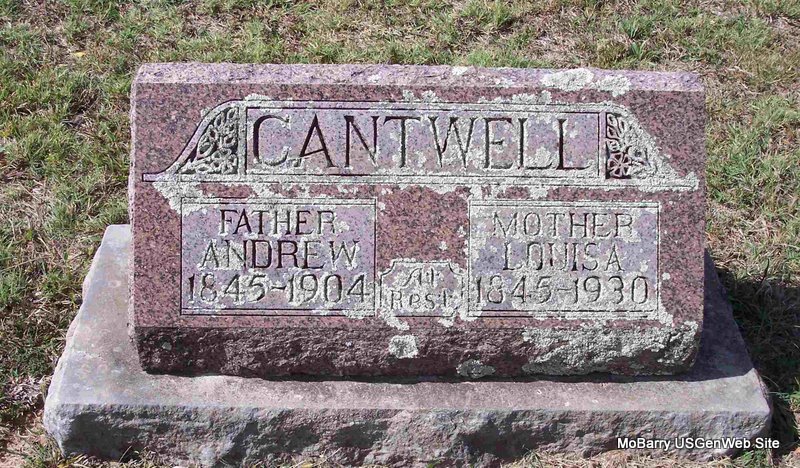 CANTWELL
FATHER
ANDREW
1845-1904
At
Rest
MOTHER
LOUISA
1845-1930
MoBarry USGenWeb Site